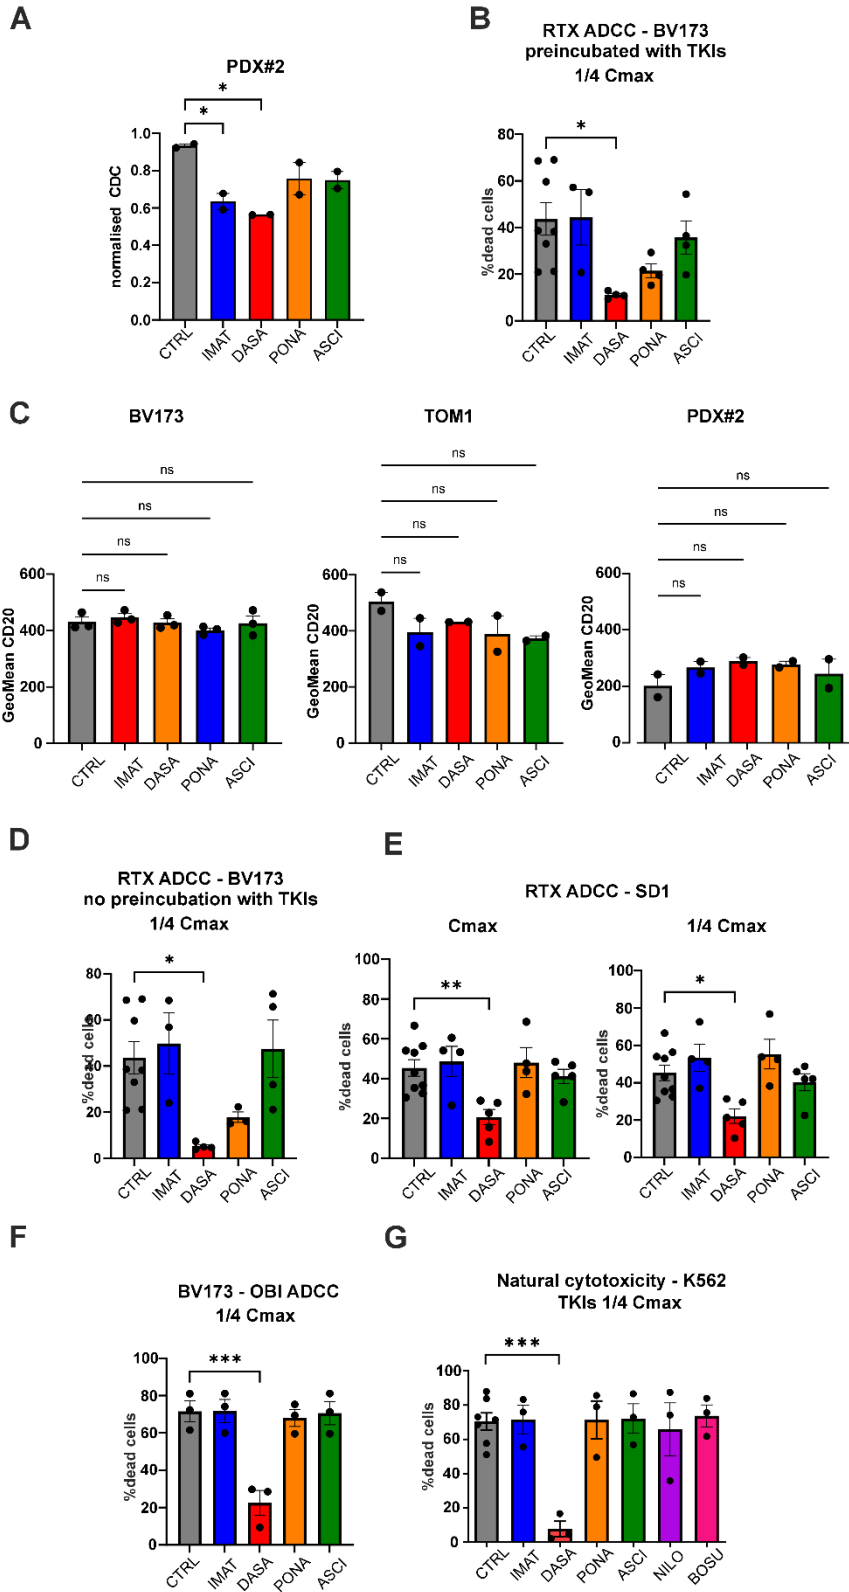 A
PDX#2
*
*
normalised CDC
1.0
0.8
0.6
0.4
0.2
0.0
CTRL
IMAT
DASA
PONA
ASCI
B
RTX ADCC - BV173
preincubated with TKIs
1/4 Cmax
*
%dead cells
80
60
40
20
0
CTRL
IMAT
DASA
PONA
ASCI
C
BV173
ns
ns
ns
ns
GeoMean CD20
600
400
200
0
CTRL
IMAT
DASA
PONA
ASCI
TOM1
ns
ns
ns
ns
GeoMean CD20
600
400
200
0
CTRL
IMAT
DASA
PONA
ASCI
PDX#2
ns
ns
ns
ns
GeoMean CD20
600
400
200
0
CTRL
IMAT
DASA
PONA
ASCI
D
RTX ADCC - BV173
no preincubation with TKIs
1/4 Cmax
*
%dead cells
80
60
40
20
0
CTRL
IMAT
DASA
PONA
ASCI
E
RTX ADCC - SD1
Cmax
**
%dead cells
100
80
60
40
20
0
CTRL
IMAT
DASA
PONA
ASCI
1/4 Cmax
*
%dead cells
100
80
60
40
20
0
CTRL
IMAT
DASA
PONA
ASCI
F
BV173 - OBI ADCC
1/4 Cmax
***
%dead cells
100
80
60
40
20
0
CTRL
IMAT
DASA
PONA
ASCI
G
Natural cytotoxicity - K562
TKIs 1/4 Cmax
***
%dead cells
100
80
60
40
20
0
CTRL
IMAT
DASA
PONA
ASCI
NILO
BOSU